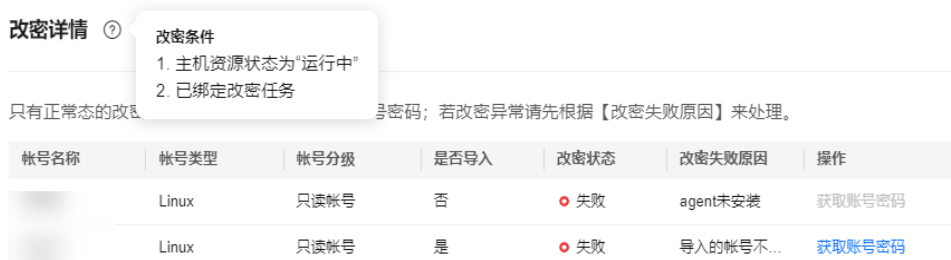 改密详情
改密条件
1. 主机资源状态为“运行中”
2. 已绑定改密任务
只有正常态的改 号密码；若改密异常请先根据【改密失败原因】来处理。
帐号名称 帐号类型 帐号分级 是否导入 改密状态 改密失败原因 操作
Linux 只读帐号 否 失败 agent未安装 获取账号密码
Linux 只读帐号 是 失败 导入的帐号不... 获取账号密码